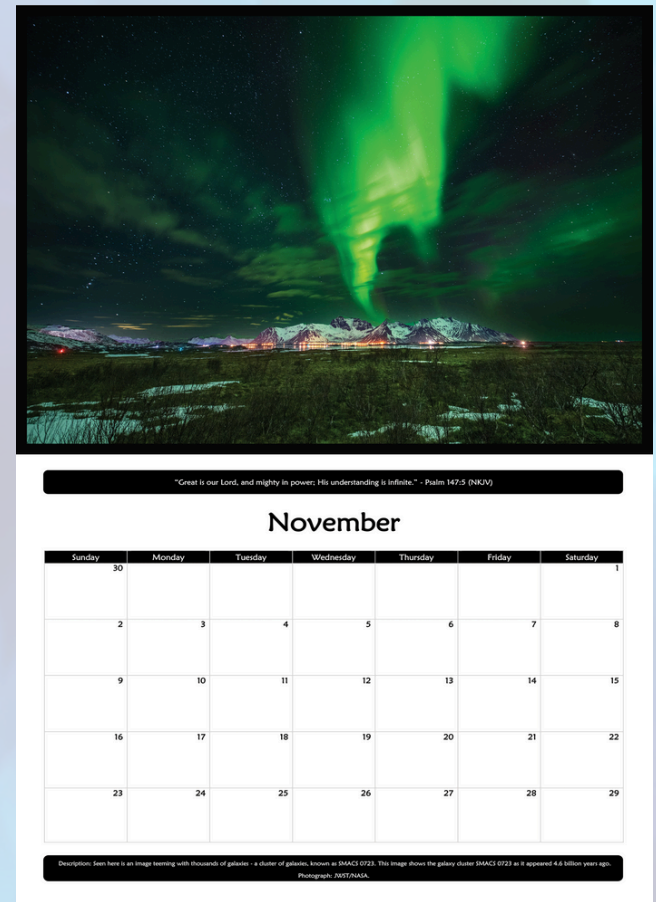 "Great is our Lord, and mighty in power; His understanding is infinite." - Psalm 147:5 (NKJV)
November
Sunday Monday Tuesday Wednesday Thursday Friday Saturday
30 1
2 3 4 5 6 7 8
9 10 11 12 13 14 15
16 17 18 19 20 21 22
23 24 25 26 27 28 29
Description: Seen here is an image teeming with thousands of galaxies - a cluster of galaxies, known as SMACS 0723. This image shows the galaxy cluster SMACS 0723 as it appeared 4.6 billion years ago.
Photograph: JWST/NASA.